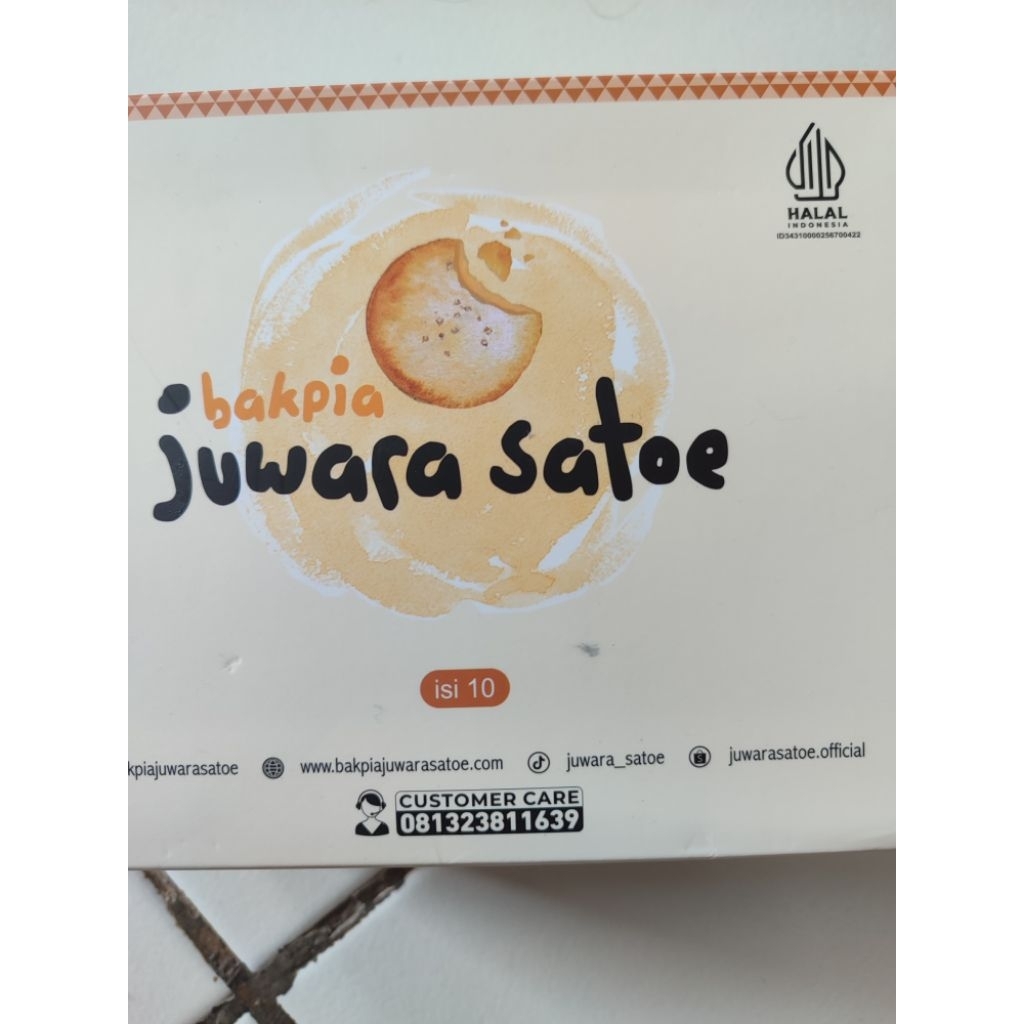 HALAL
INDONESIA
ID34310000256700422
bakpia
juwara satoe
isi 10
kpiajuwarasatoe www.bakpiajuwarasatoe.com juwara_satoe juwarasatoe.official
CUSTOMER CARE
081323811639